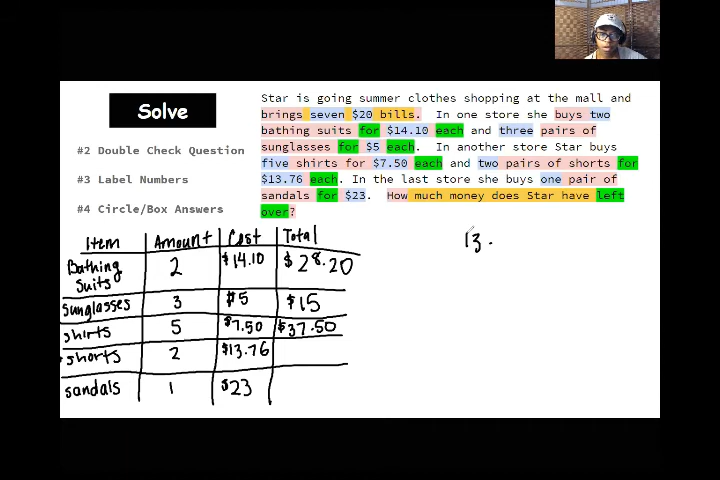 Solve
#2 Double Check Question
#3 Label Numbers
#4 Circle/Box Answers
Star is going summer clothes shopping at the mall and
brings seven $20 bills. In one store she buys two
bathing suits for $14.10 each and three pairs of
sunglasses for $5 each. In another store Star buys
five shirts for $7.50 each and two pairs of shorts for
$13.76 each. In the last store she buys one pair of
sandals for $23. How much money does Star have left
over?
Item Amount Cost Total
Bathing Suits 2 $14.10 $28.20
sunglasses 3 $5 $15
shirts 5 $7.50 $37.50
shorts 2 $13.76
sandals 1 $23
13.